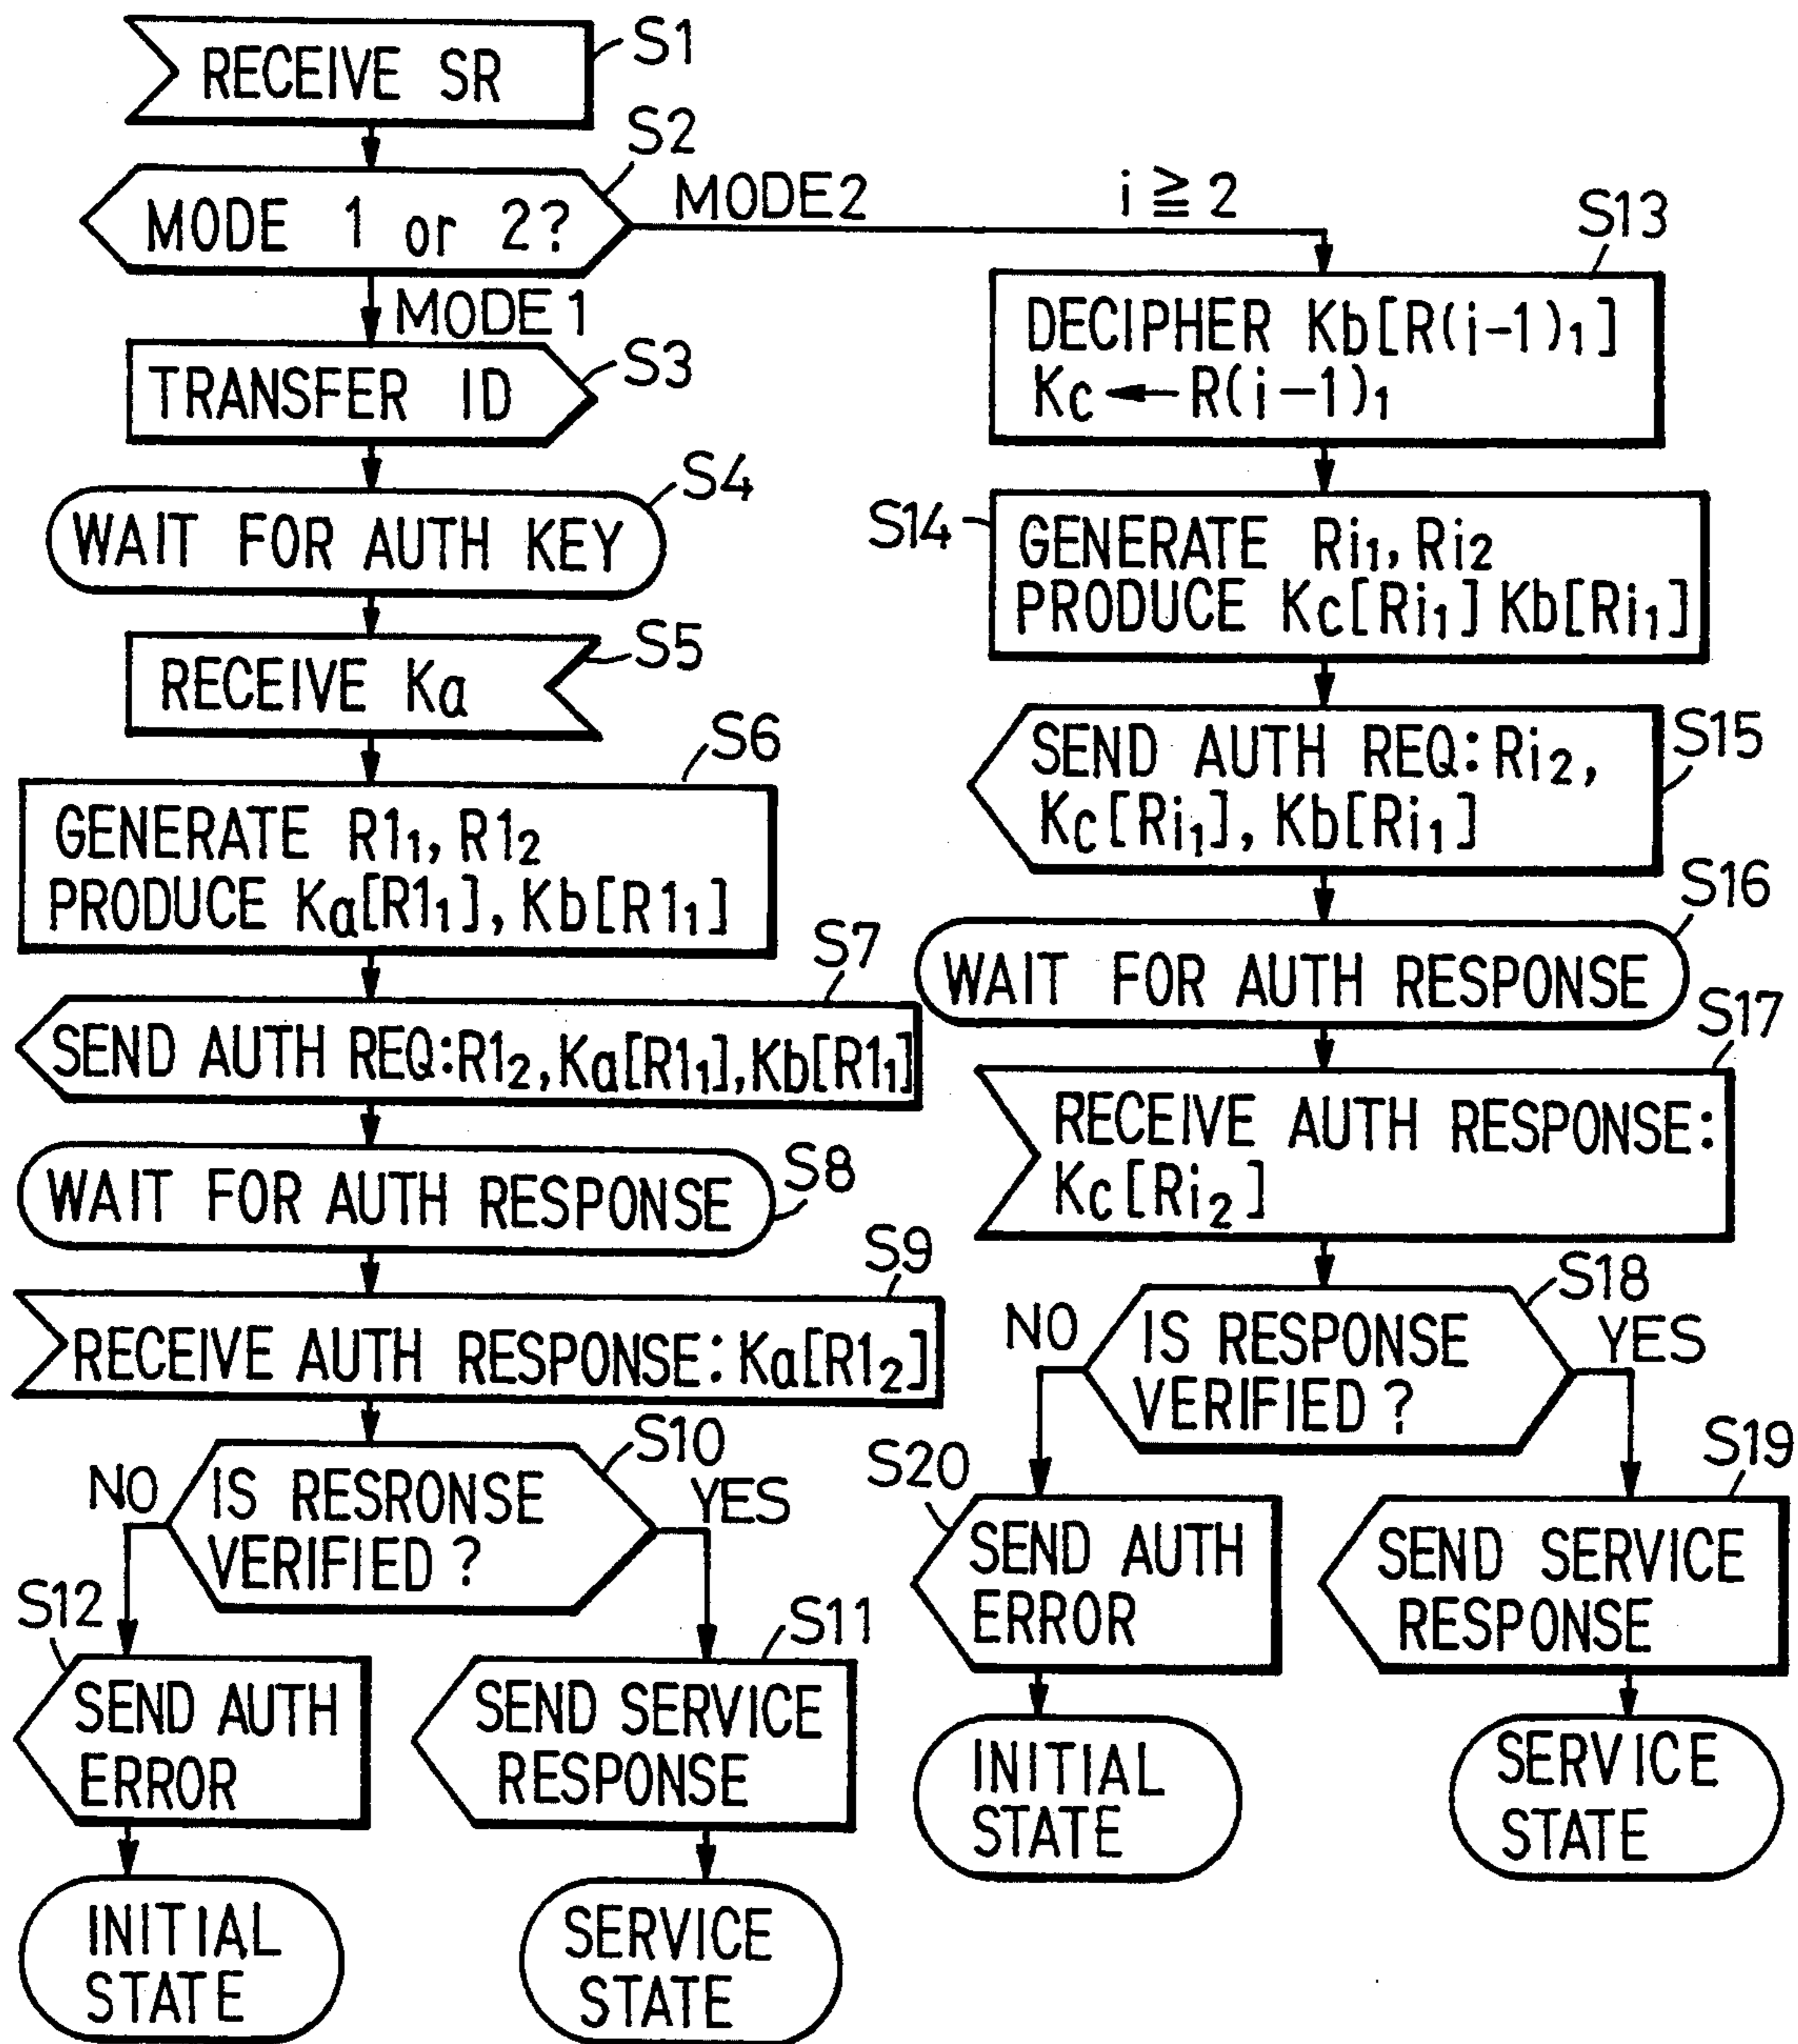 RECEIVE SR
S1
S2
MODE 1 or 2?
MODE2
i ≧ 2
MODE1
S3
TRANSFER ID
S4
WAIT FOR AUTH KEY
S5
RECEIVE Ka
S6
GENERATE R1₁, R1₂
PRODUCE Ka[R1₁], Kb[R1₁]
S7
SEND AUTH REQ:R1₂, Ka[R1₁], Kb[R1₁]
S8
WAIT FOR AUTH RESPONSE
S9
RECEIVE AUTH RESPONSE: Ka[R1₂]
S10
NO
IS RESRONSE
VERIFIED ?
YES
S12
SEND AUTH
ERROR
S11
SEND SERVICE
RESPONSE
INITIAL
STATE
SERVICE
STATE
S13
DECIPHER Kb[R(i-1)₁]
Kc ← R(i-1)₁
S14
GENERATE Ri₁, Ri₂
PRODUCE Kc[Ri₁] Kb[Ri₁]
S15
SEND AUTH REQ: Ri₂,
Kc[Ri₁], Kb[Ri₁]
S16
WAIT FOR AUTH RESPONSE
S17
RECEIVE AUTH RESPONSE:
Kc[Ri₂]
S18
NO
IS RESPONSE
VERIFIED ?
YES
S20
SEND AUTH
ERROR
S19
SEND SERVICE
RESPONSE
INITIAL
STATE
SERVICE
STATE